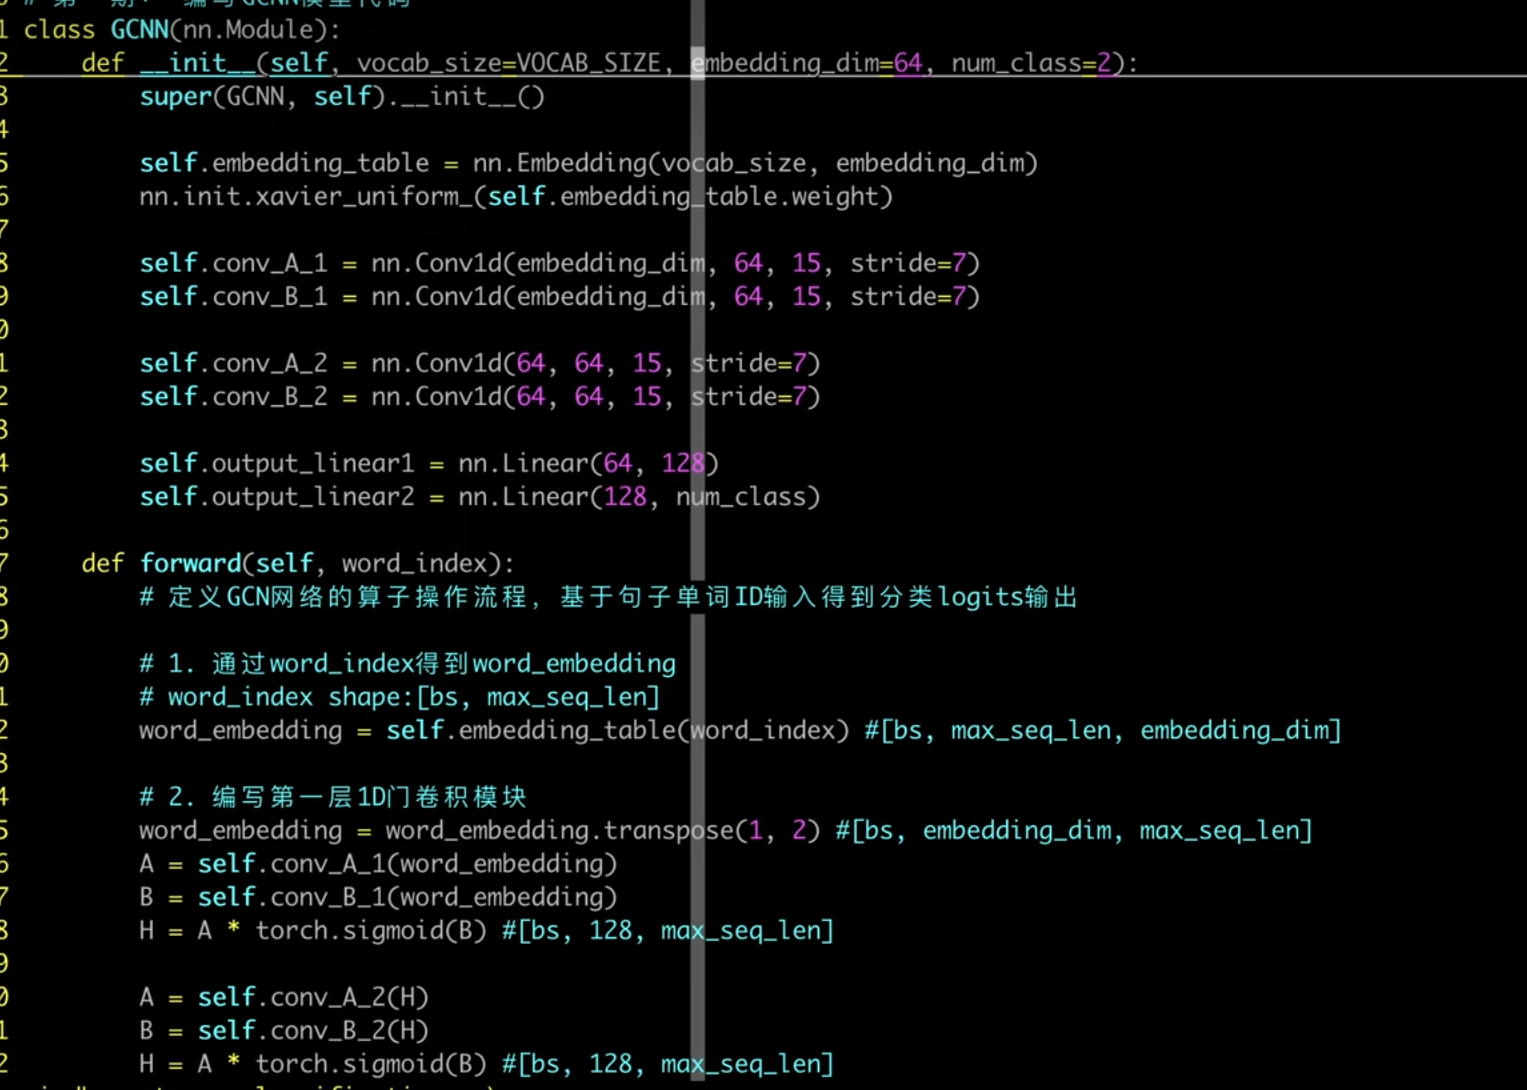 1 class GCNN(nn.Module):
2     def __init__(self, vocab_size=VOCAB_SIZE, embedding_dim=64, num_class=2):
3         super(GCNN, self).__init__()
4
5         self.embedding_table = nn.Embedding(vocab_size, embedding_dim)
6         nn.init.xavier_uniform_(self.embedding_table.weight)
7
8         self.conv_A_1 = nn.Conv1d(embedding_dim, 64, 15, stride=7)
9         self.conv_B_1 = nn.Conv1d(embedding_dim, 64, 15, stride=7)
0
1         self.conv_A_2 = nn.Conv1d(64, 64, 15, stride=7)
2         self.conv_B_2 = nn.Conv1d(64, 64, 15, stride=7)
3
4         self.output_linear1 = nn.Linear(64, 128)
5         self.output_linear2 = nn.Linear(128, num_class)
6
7     def forward(self, word_index):
8         # 定义GCN网络的算子操作流程, 基于句子单词ID输入得到分类logits输出
9
0         # 1. 通过word_index得到word_embedding
1         # word_index shape:[bs, max_seq_len]
2         word_embedding = self.embedding_table(word_index) #[bs, max_seq_len, embedding_dim]
3
4         # 2. 编写第一层1D门卷积模块
5         word_embedding = word_embedding.transpose(1, 2) #[bs, embedding_dim, max_seq_len]
6         A = self.conv_A_1(word_embedding)
7         B = self.conv_B_1(word_embedding)
8         H = A * torch.sigmoid(B) #[bs, 128, max_seq_len]
9
0         A = self.conv_A_2(H)
1         B = self.conv_B_2(H)
2         H = A * torch.sigmoid(B) #[bs, 128, max_seq_len]